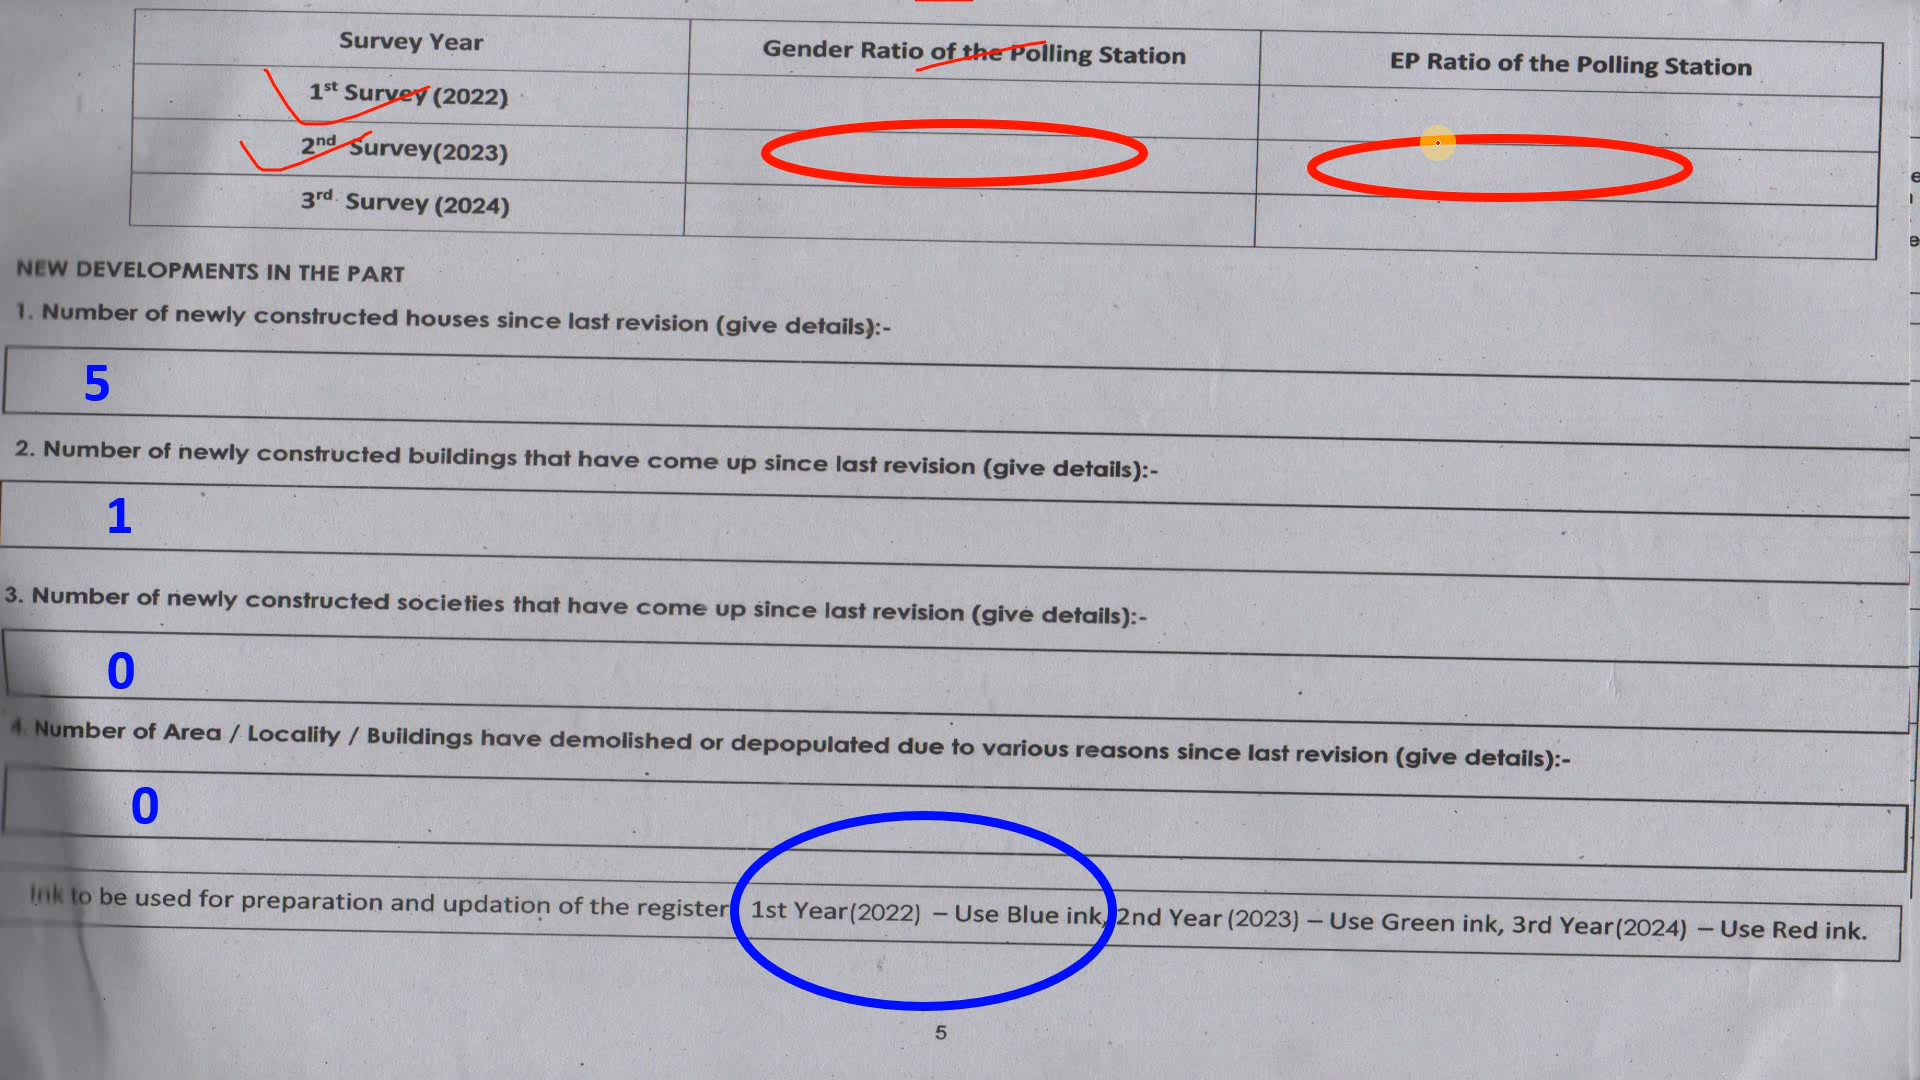 Survey Year Gender Ratio of the Polling Station EP Ratio of the Polling Station
1st Survey (2022)
2nd Survey(2023)
3rd Survey (2024)
NEW DEVELOPMENTS IN THE PART
1. Number of newly constructed houses since last revision (give details):-
5
2. Number of newly constructed buildings that have come up since last revision (give details):-
1
3. Number of newly constructed societies that have come up since last revision (give details):-
0
4. Number of Area / Locality / Buildings have demolished or depopulated due to various reasons since last revision (give details):-
0
Ink to be used for preparation and updation of the register 1st Year(2022) – Use Blue ink, 2nd Year (2023) – Use Green ink, 3rd Year(2024) – Use Red ink.
5